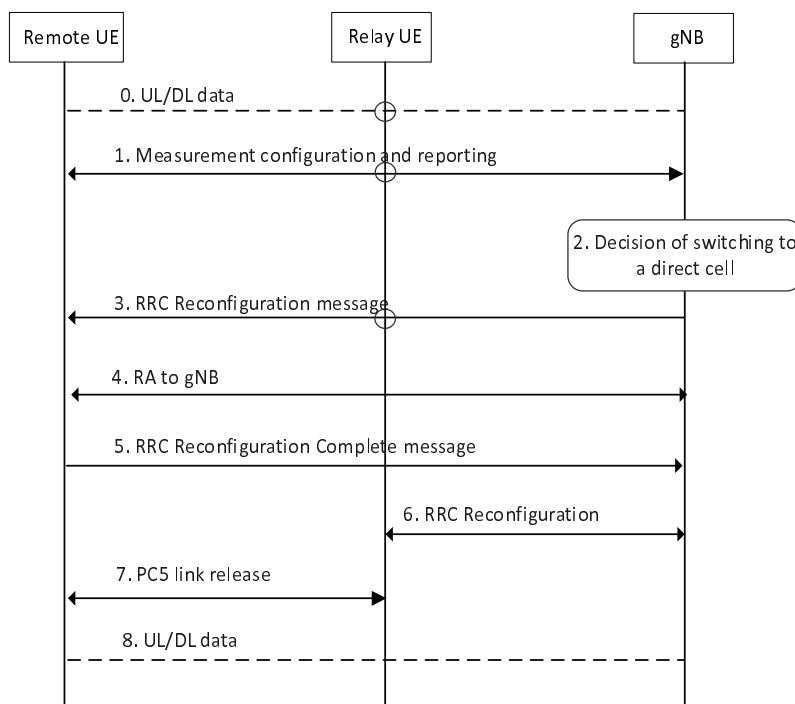 Remote UE
Relay UE
gNB
0. UL/DL data
1. Measurement configuration and reporting
2. Decision of switching to
a direct cell
3. RRC Reconfiguration message
4. RA to gNB
5. RRC Reconfiguration Complete message
6. RRC Reconfiguration
7. PC5 link release
8. UL/DL data